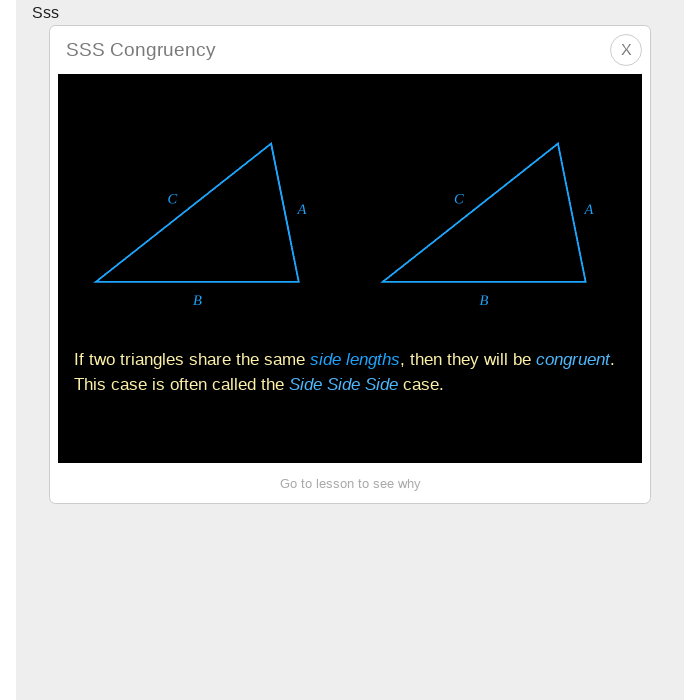 Sss
SSS Congruency
X
C
A
B
C
A
B
If two triangles share the same side lengths, then they will be congruent.
This case is often called the Side Side Side case.
Go to lesson to see why